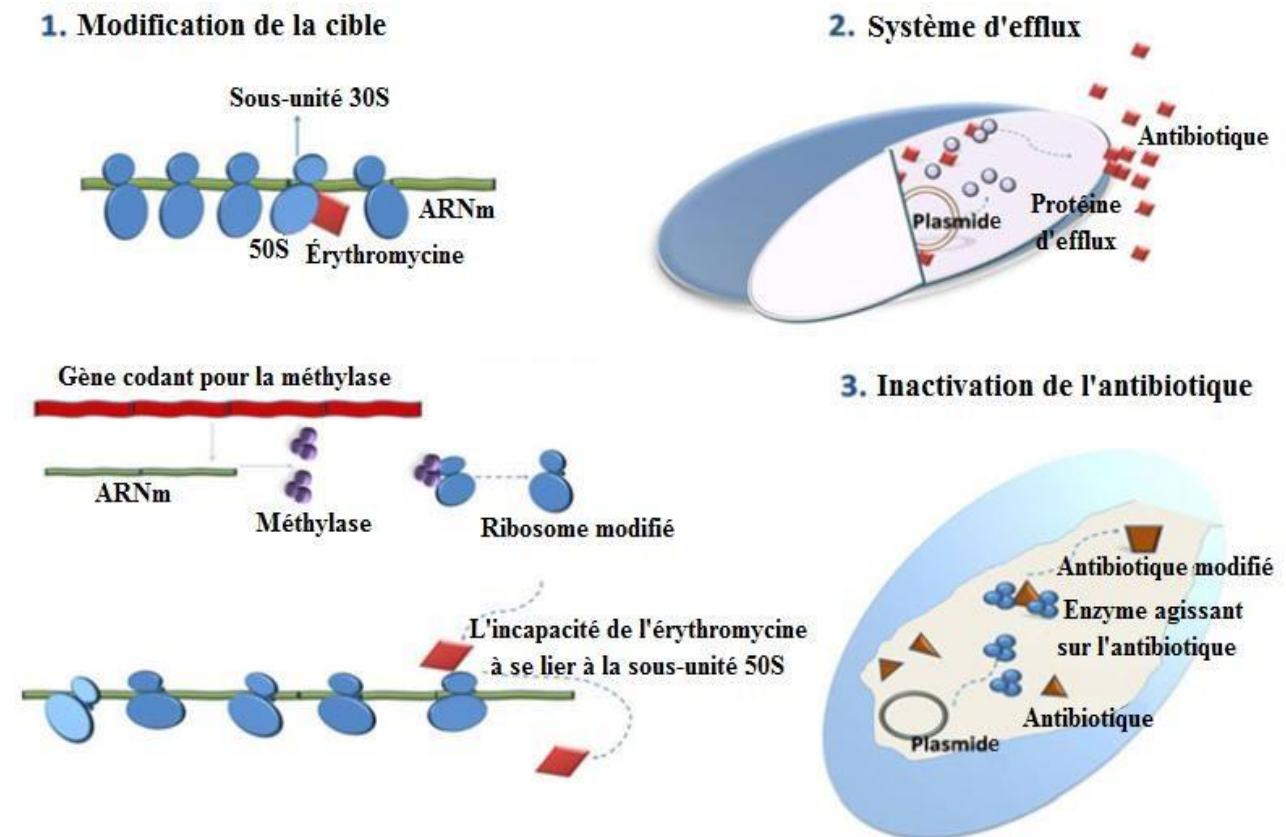 1. Modification de la cible
Sous-unité 30S
ARNm
50S
Érythromycine
Gène codant pour la méthylase
ARNm
Méthylase
Ribosome modifié
L'incapacité de l'érythromycine
à se lier à la sous-unité 50S
2. Système d'efflux
Antibiotique
Plasmide
Protéine
d'efflux
3. Inactivation de l'antibiotique
Antibiotique modifié
Enzyme agissant
sur l'antibiotique
Antibiotique
Plasmide